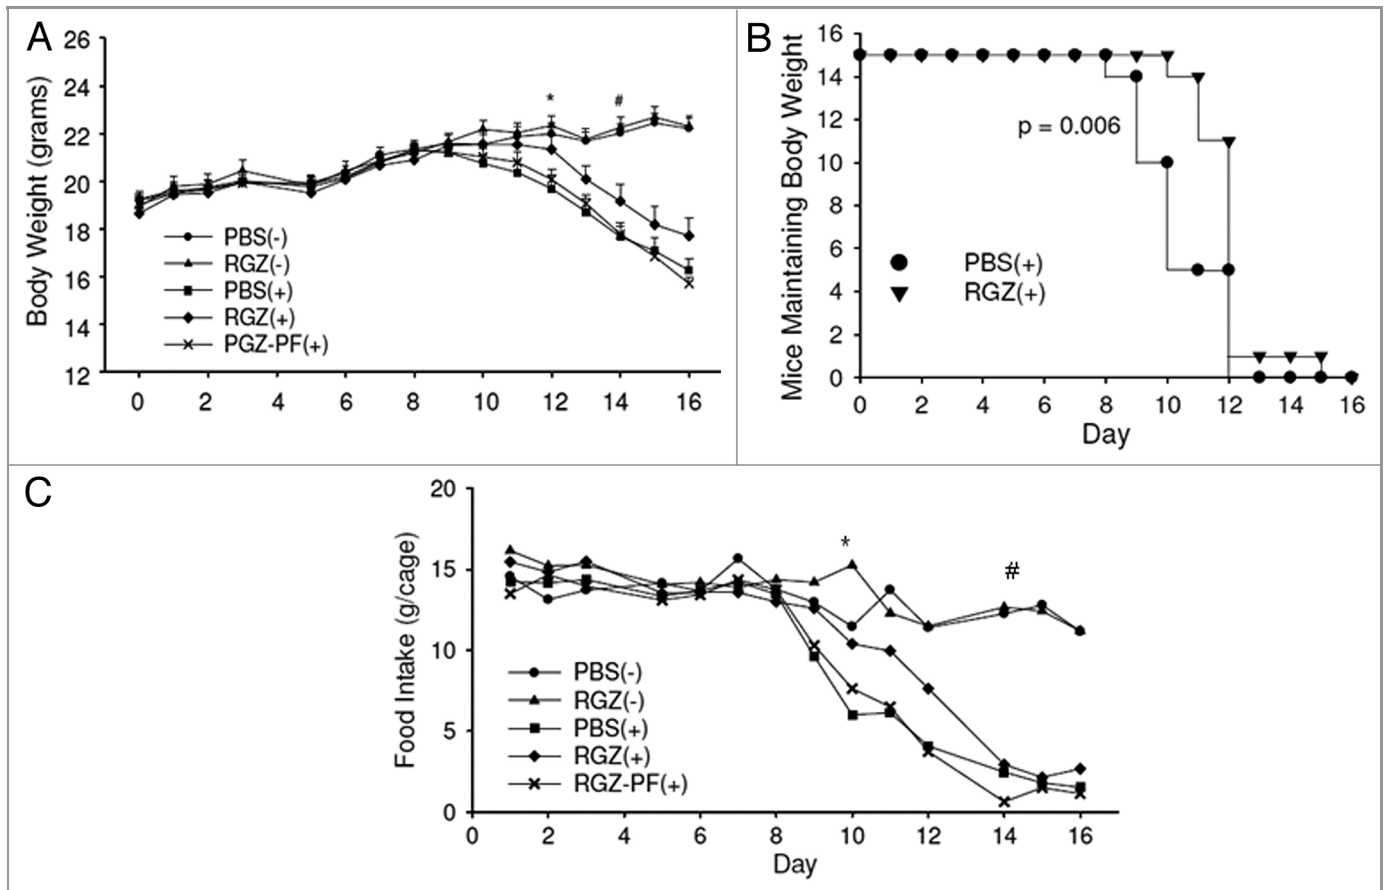 A
Body Weight (grams)
26
24
22
20
18
16
14
12
* #
PBS(-)
RGZ(-)
PBS(+)
RGZ(+)
PGZ-PF(+)
0 2 4 6 8 10 12 14 16
B
Mice Maintaining Body Weight
16
14
12
10
8
6
4
2
0
p = 0.006
PBS(+)
RGZ(+)
0 2 4 6 8 10 12 14 16
Day
C
Food Intake (g/cage)
20
15
10
5
0
* #
PBS(-)
RGZ(-)
PBS(+)
RGZ(+)
RGZ-PF(+)
0 2 4 6 8 10 12 14 16
Day